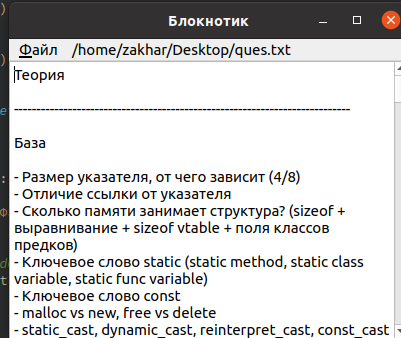 Блокнотик
Файл /home/zakhar/Desktop/ques.txt
Теория
----------------------------------------------------------------------------
База
- Размер указателя, от чего зависит (4/8)
- Отличие ссылки от указателя
- Сколько памяти занимает структура? (sizeof +
выравнивание + sizeof vtable + поля классов
предков)
- Ключевое слово static (static method, static class
variable, static func variable)
- Ключевое слово const
- malloc vs new, free vs delete
- static_cast, dynamic_cast, reinterpret_cast, const_cast